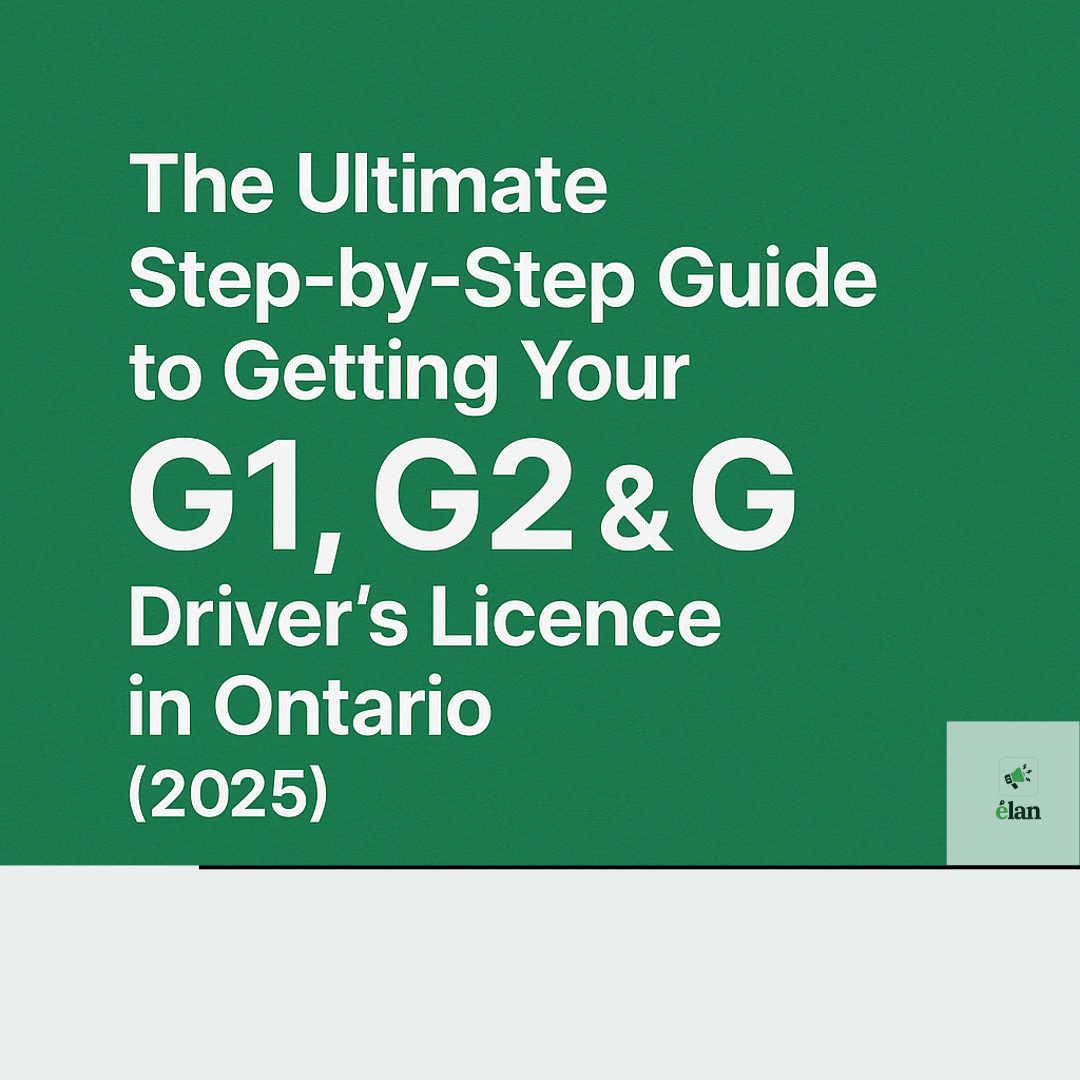 The Ultimate
Step-by-Step Guide
to Getting Your
G1, G2 & G
Driver’s Licence
in Ontario
(2025)
élan